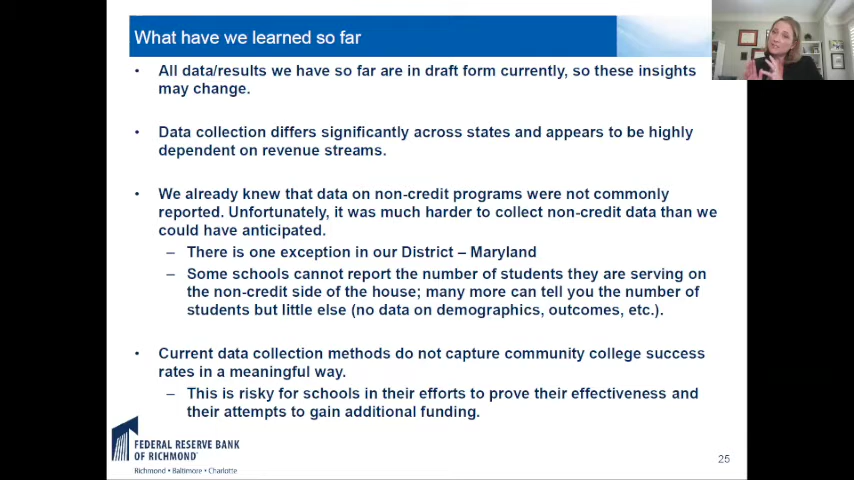 What have we learned so far
• All data/results we have so far are in draft form currently, so these insights
may change.
• Data collection differs significantly across states and appears to be highly
dependent on revenue streams.
• We already knew that data on non-credit programs were not commonly
reported. Unfortunately, it was much harder to collect non-credit data than we
could have anticipated.
– There is one exception in our District – Maryland
– Some schools cannot report the number of students they are serving on
the non-credit side of the house; many more can tell you the number of
students but little else (no data on demographics, outcomes, etc.).
• Current data collection methods do not capture community college success
rates in a meaningful way.
– This is risky for schools in their efforts to prove their effectiveness and
their attempts to gain additional funding.
FEDERAL RESERVE BANK
OF RICHMOND
Richmond • Baltimore • Charlotte
25